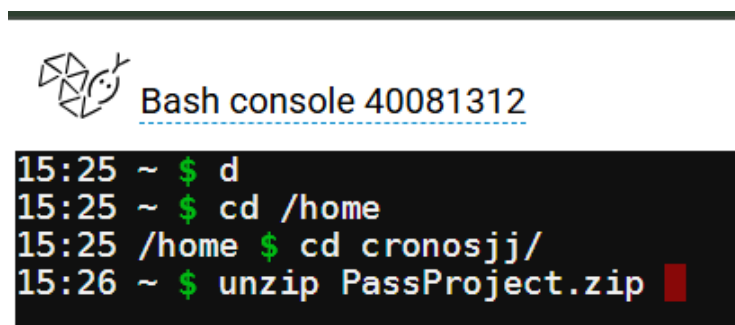 Bash console 40081312
15:25 ~ $ d
15:25 ~ $ cd /home
15:25 /home $ cd cronosjj/
15:26 ~ $ unzip PassProject.zip